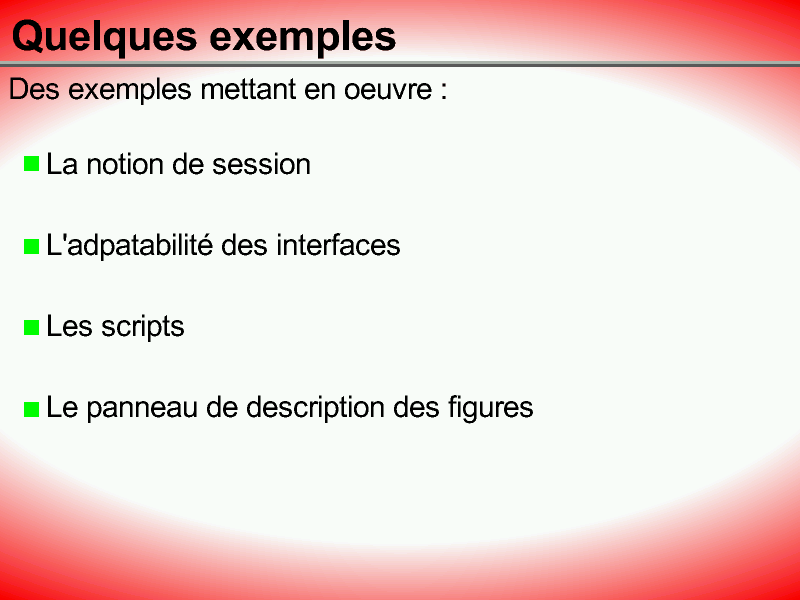 Quelques exemples
Des exemples mettant en oeuvre :
La notion de session
L'adpatabilité des interfaces
Les scripts
Le panneau de description des figures